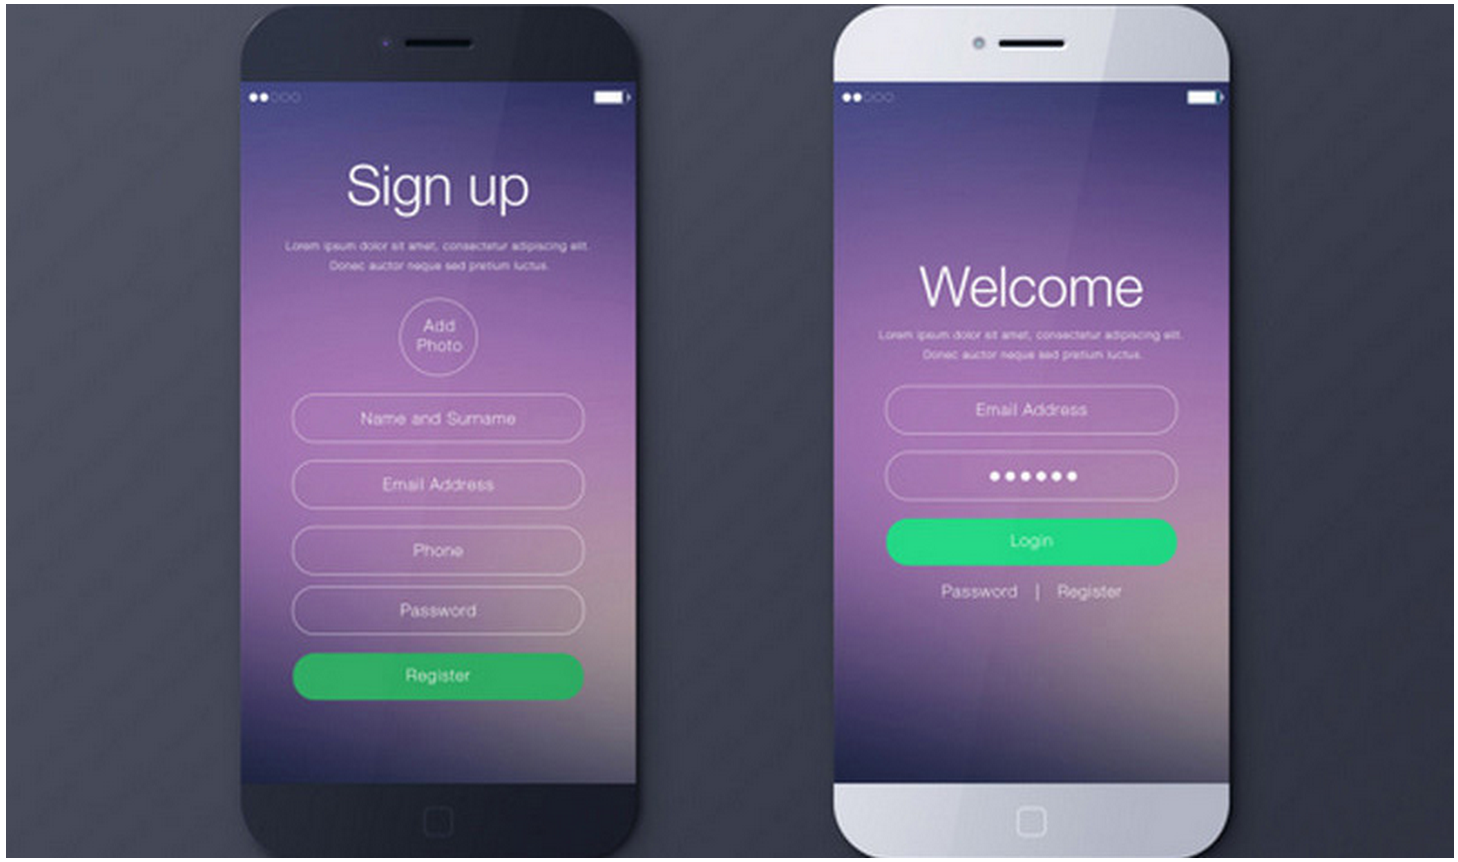 Sign up
Lorem ipsum dolor sit amet, consectetur adipiscing elit.
Donec auctor neque sed pretium luctus.
Add
Photo
Name and Surname
Email Address
Phone
Password
Register
Welcome
Lorem ipsum dolor sit amet, consectetur adipiscing elit.
Donec auctor neque sed pretium luctus.
Email Address
●●●●●●
Login
Password | Register